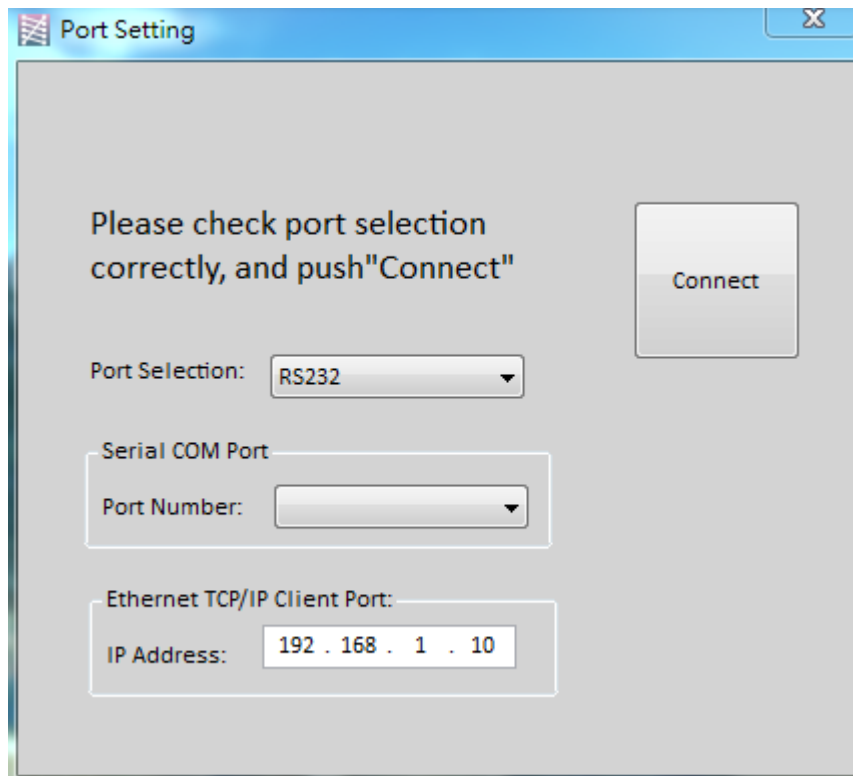 Port Setting
Please check port selection
correctly, and push"Connect"
Connect
Port Selection: RS232
Serial COM Port
Port Number:
Ethernet TCP/IP Client Port:
IP Address: 192 . 168 . 1 . 10